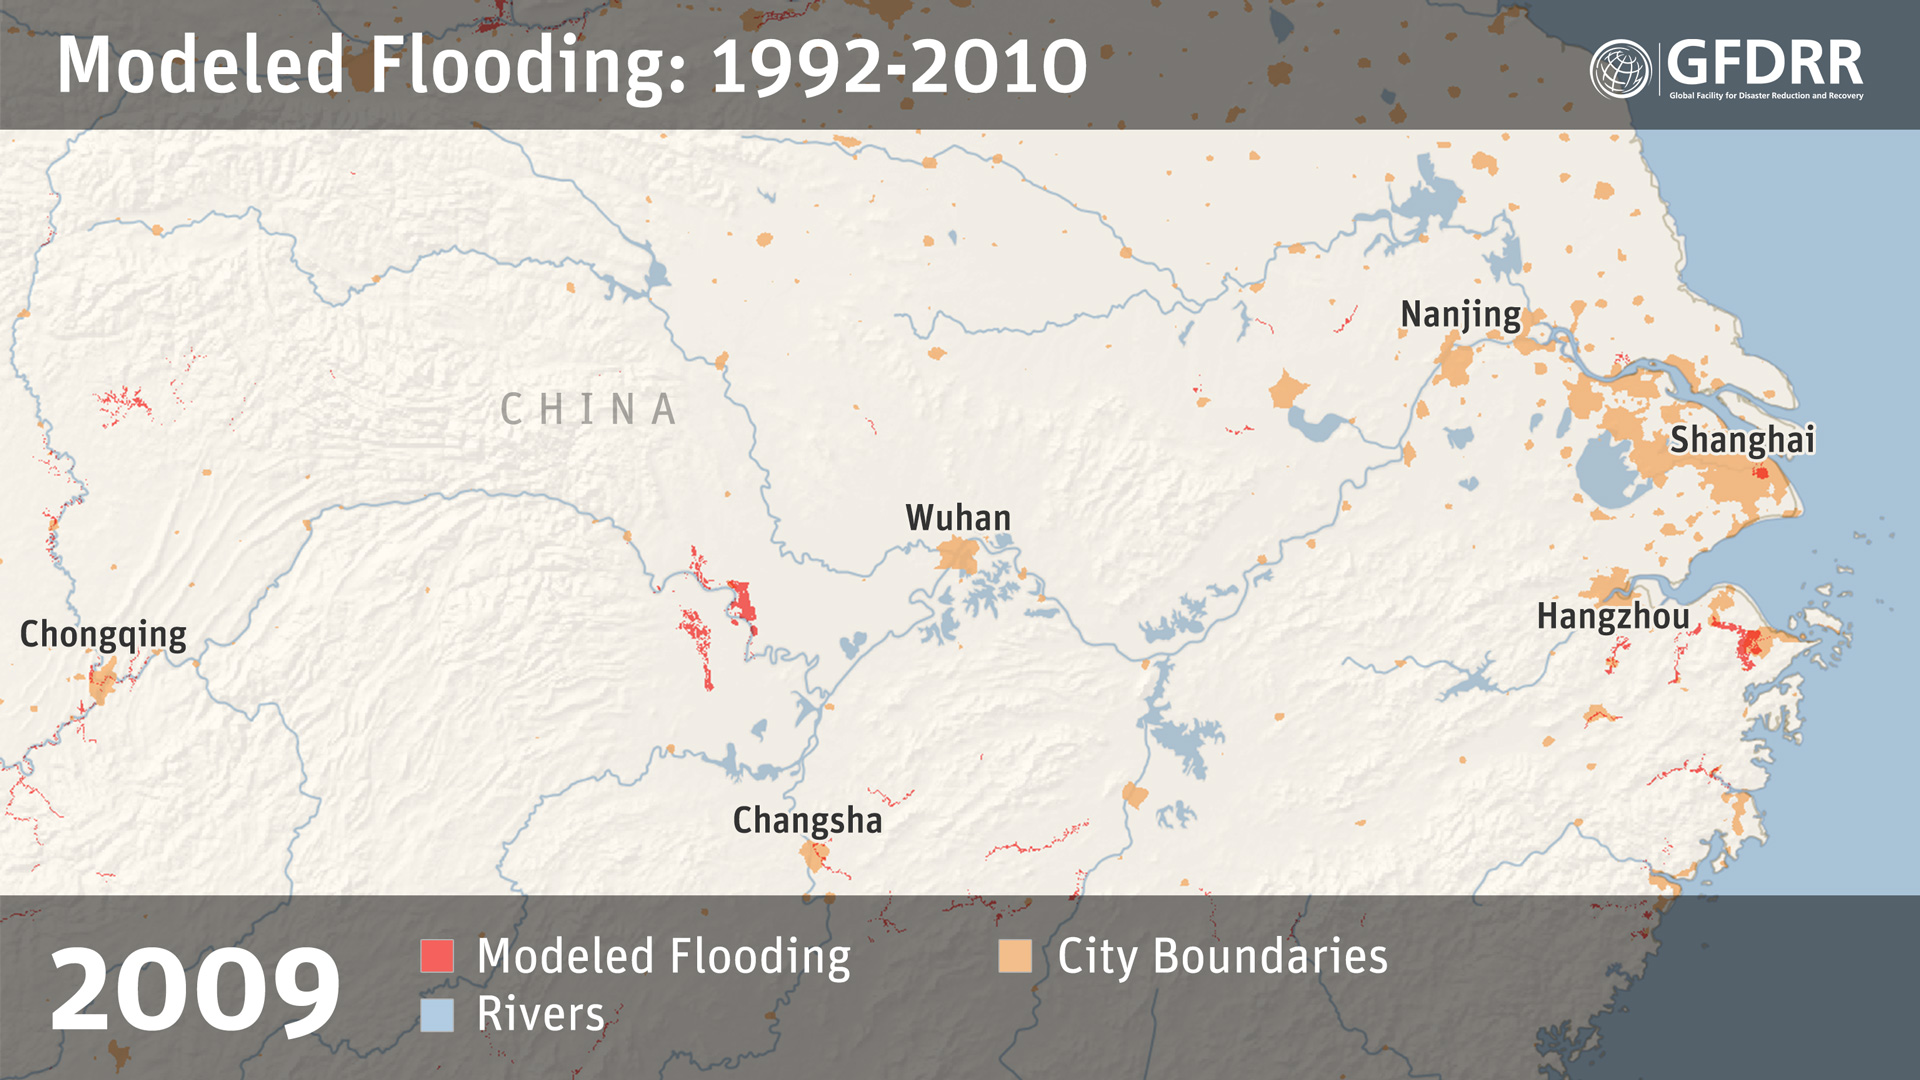 Modeled Flooding: 1992-2010
GFDRR
Global Facility for Disaster Reduction and Recovery
Nanjing
CHINA
Shanghai
Wuhan
Hangzhou
Chongqing
Changsha
2009
Modeled Flooding
City Boundaries
Rivers